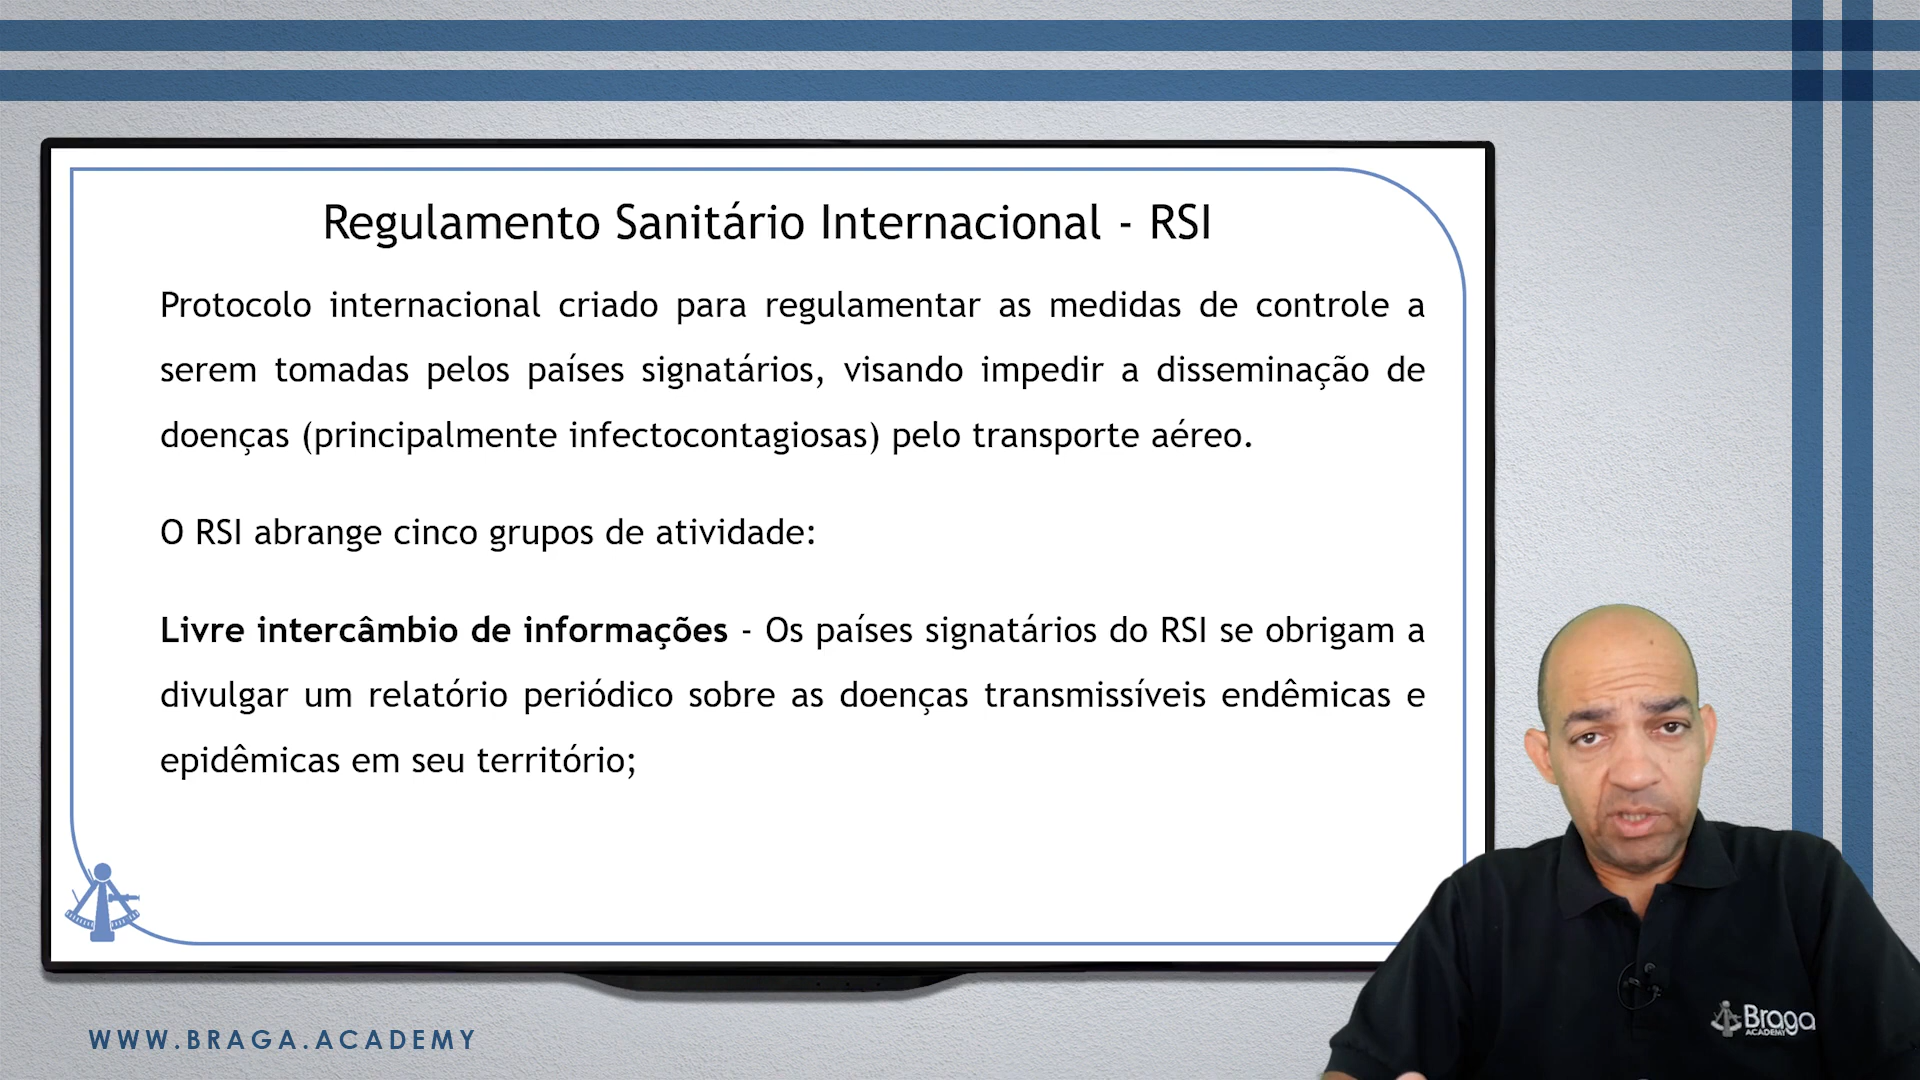 Regulamento Sanitário Internacional - RSI
Protocolo internacional criado para regulamentar as medidas de controle a
serem tomadas pelos países signatários, visando impedir a disseminação de
doenças (principalmente infectocontagiosas) pelo transporte aéreo.
O RSI abrange cinco grupos de atividade:
Livre intercâmbio de informações - Os países signatários do RSI se obrigam a
divulgar um relatório periódico sobre as doenças transmissíveis endêmicas e
epidêmicas em seu território;
Braga
ACADEMY
WWW.BRAGA.ACADEMY